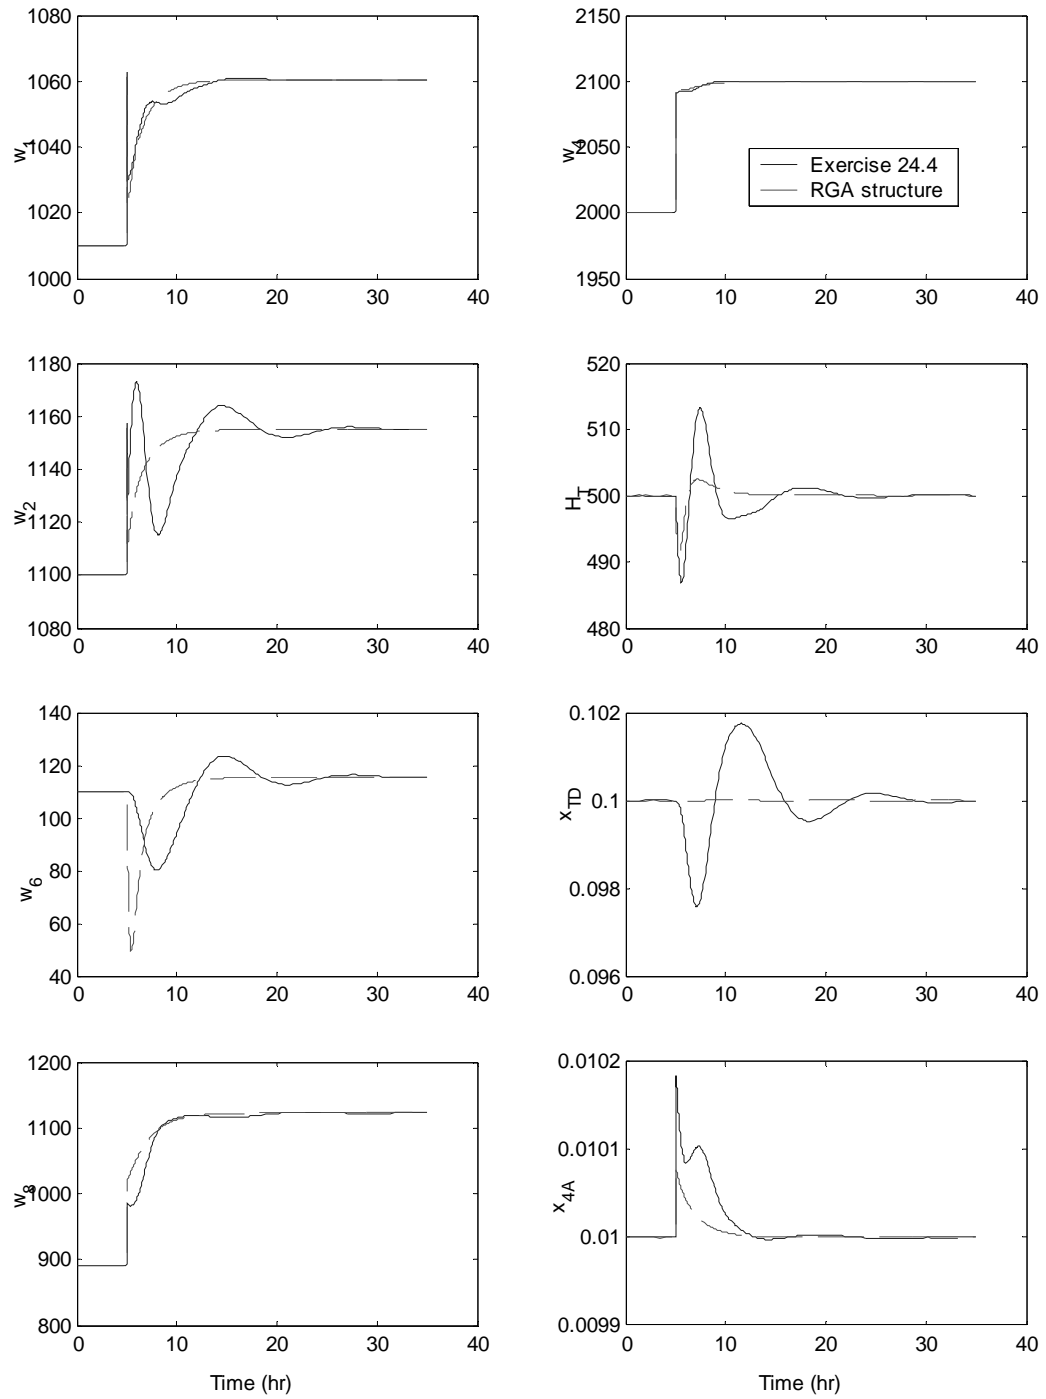 1080
1060
1040
1020
1000
w1
0 10 20 30 40
2150
2100
2050
2000
1950
w4
Exercise 24.4
RGA structure
0 10 20 30 40
1180
1160
1140
1120
1100
1080
w2
0 10 20 30 40
520
510
500
490
480
HT
0 10 20 30 40
140
120
100
80
60
40
w6
0 10 20 30 40
0.102
0.1
0.098
0.096
xTD
0 10 20 30 40
1200
1100
1000
900
800
w8
0 10 20 30 40
Time (hr)
0.0102
0.0101
0.01
0.0099
x4A
0 10 20 30 40
Time (hr)